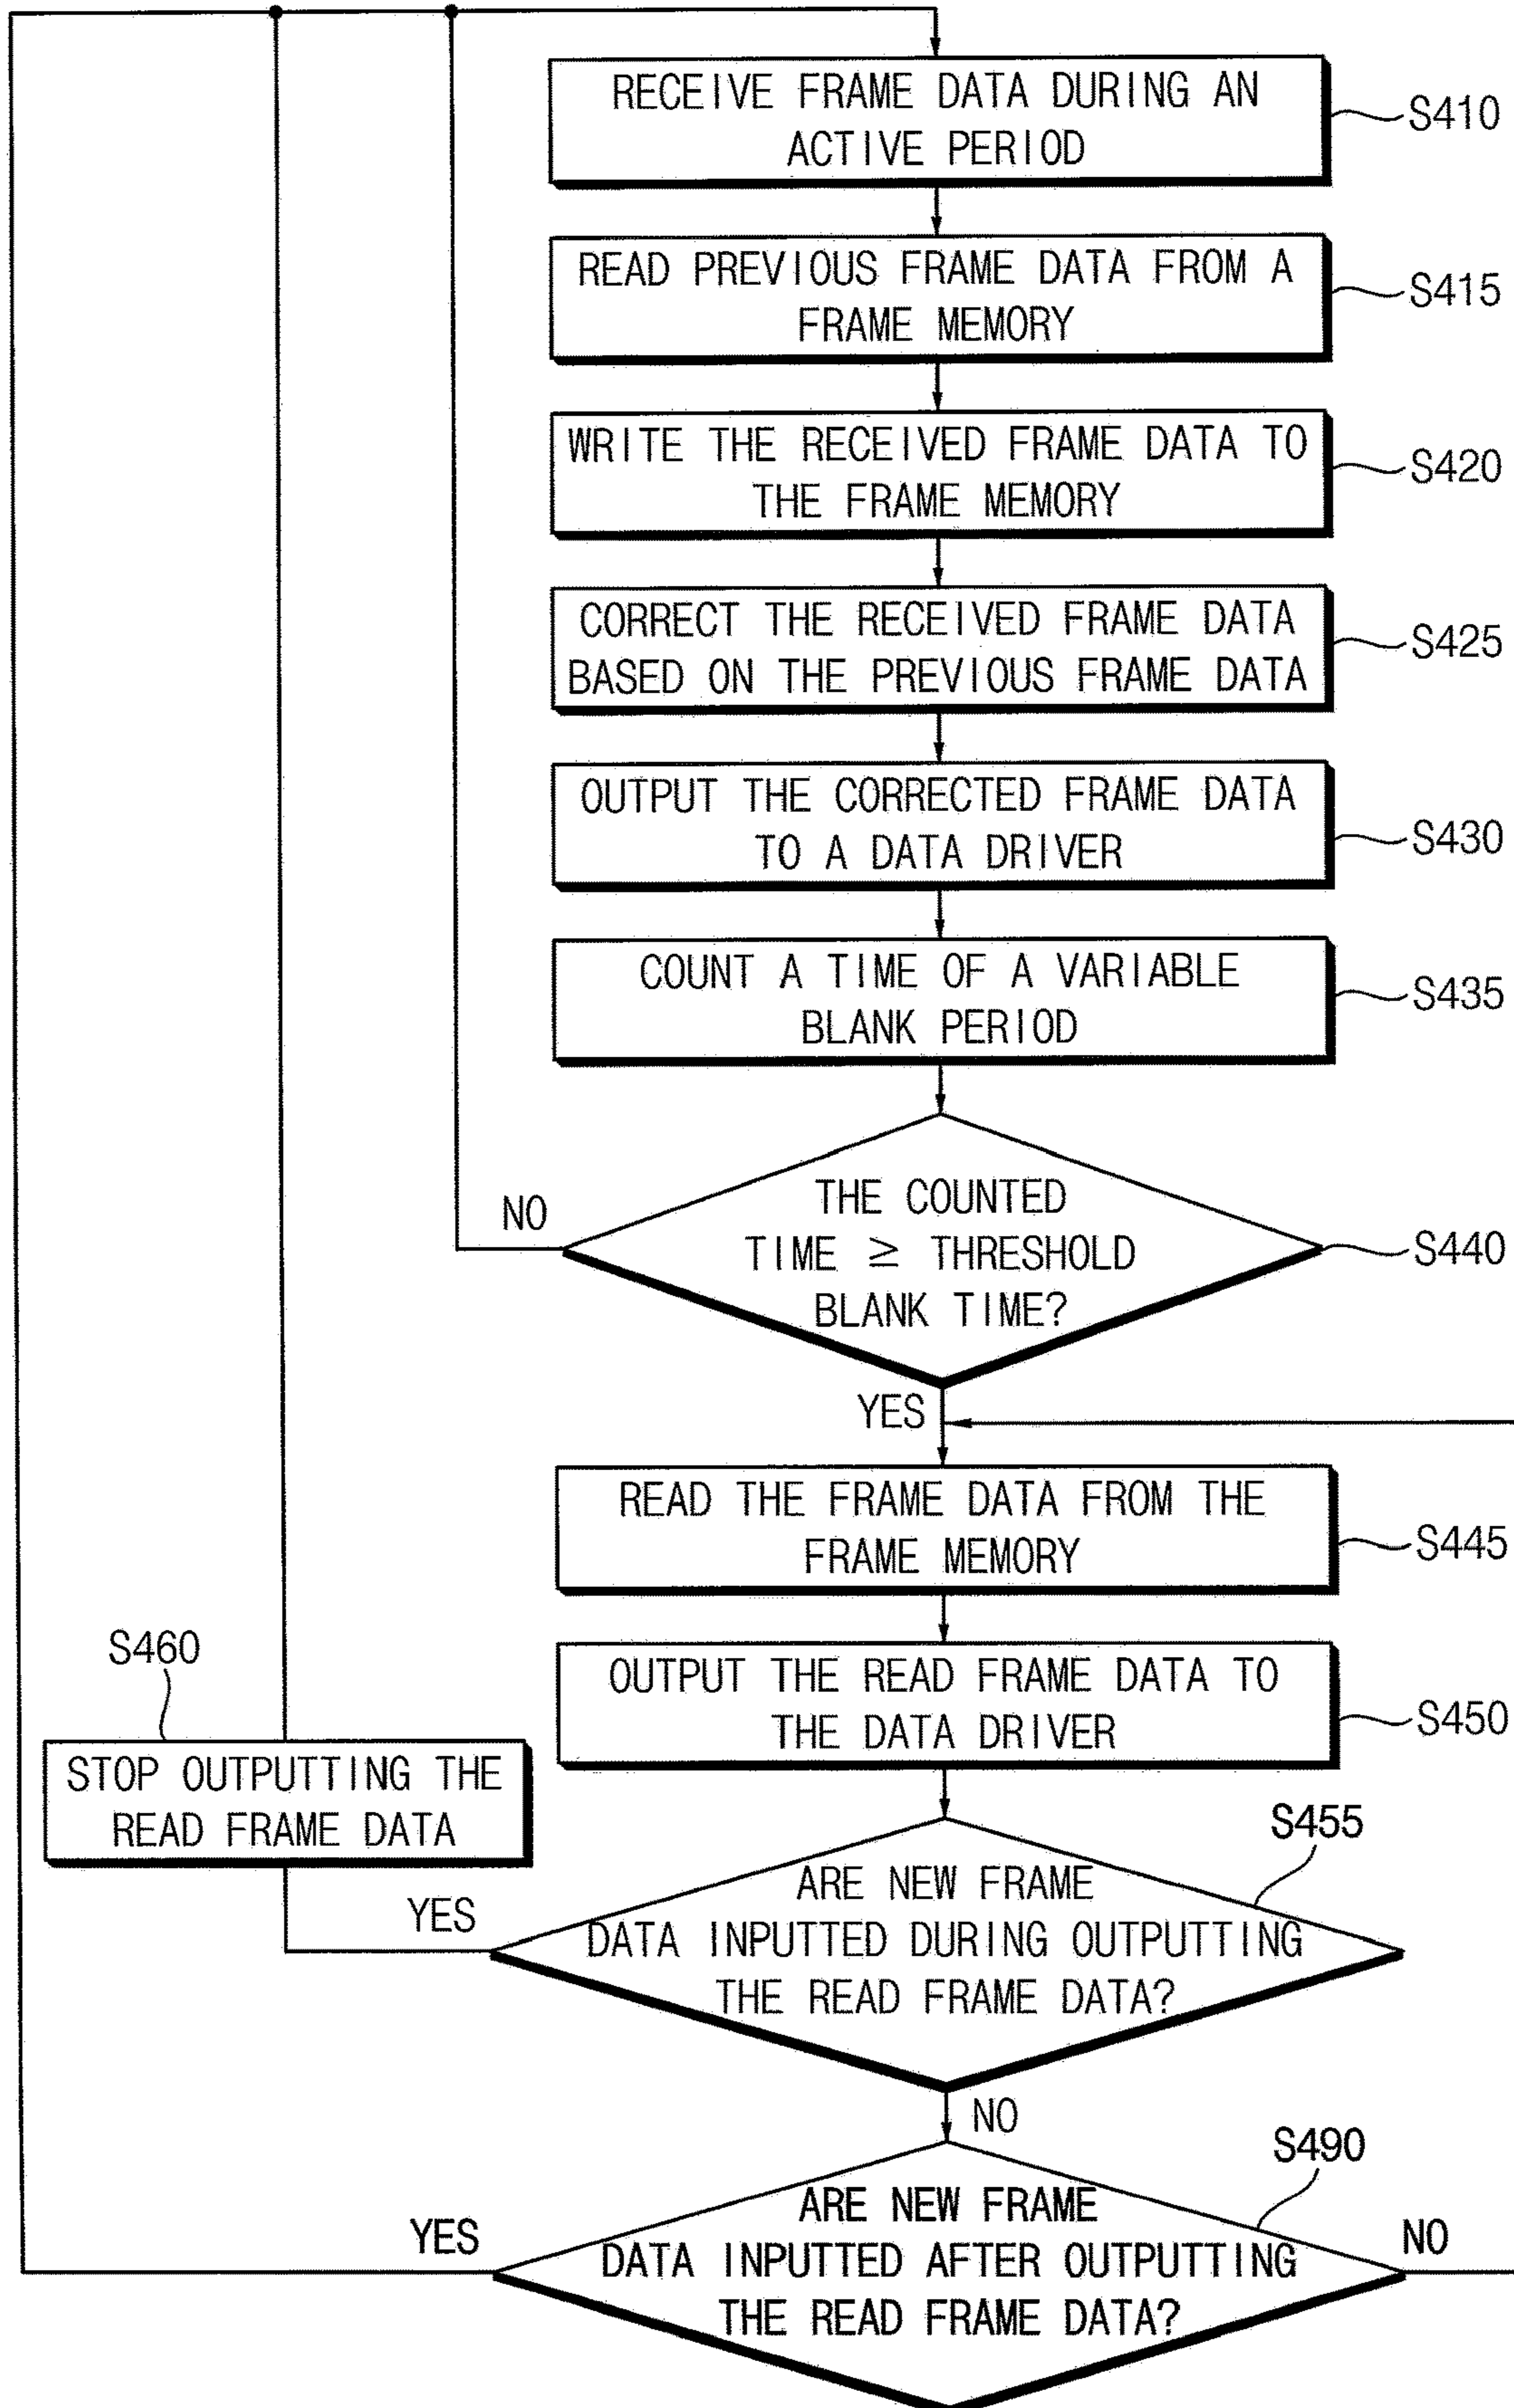 RECEIVE FRAME DATA DURING AN
ACTIVE PERIOD
S410
READ PREVIOUS FRAME DATA FROM A
FRAME MEMORY
S415
WRITE THE RECEIVED FRAME DATA TO
THE FRAME MEMORY
S420
CORRECT THE RECEIVED FRAME DATA
BASED ON THE PREVIOUS FRAME DATA
S425
OUTPUT THE CORRECTED FRAME DATA
TO A DATA DRIVER
S430
COUNT A TIME OF A VARIABLE
BLANK PERIOD
S435
NO
THE COUNTED
TIME ≥ THRESHOLD
BLANK TIME?
S440
YES
READ THE FRAME DATA FROM THE
FRAME MEMORY
S445
S460
OUTPUT THE READ FRAME DATA TO
THE DATA DRIVER
S450
STOP OUTPUTTING THE
READ FRAME DATA
S455
YES
ARE NEW FRAME
DATA INPUTTED DURING OUTPUTTING
THE READ FRAME DATA?
NO
S490
YES
ARE NEW FRAME
DATA INPUTTED AFTER OUTPUTTING
THE READ FRAME DATA?
NO